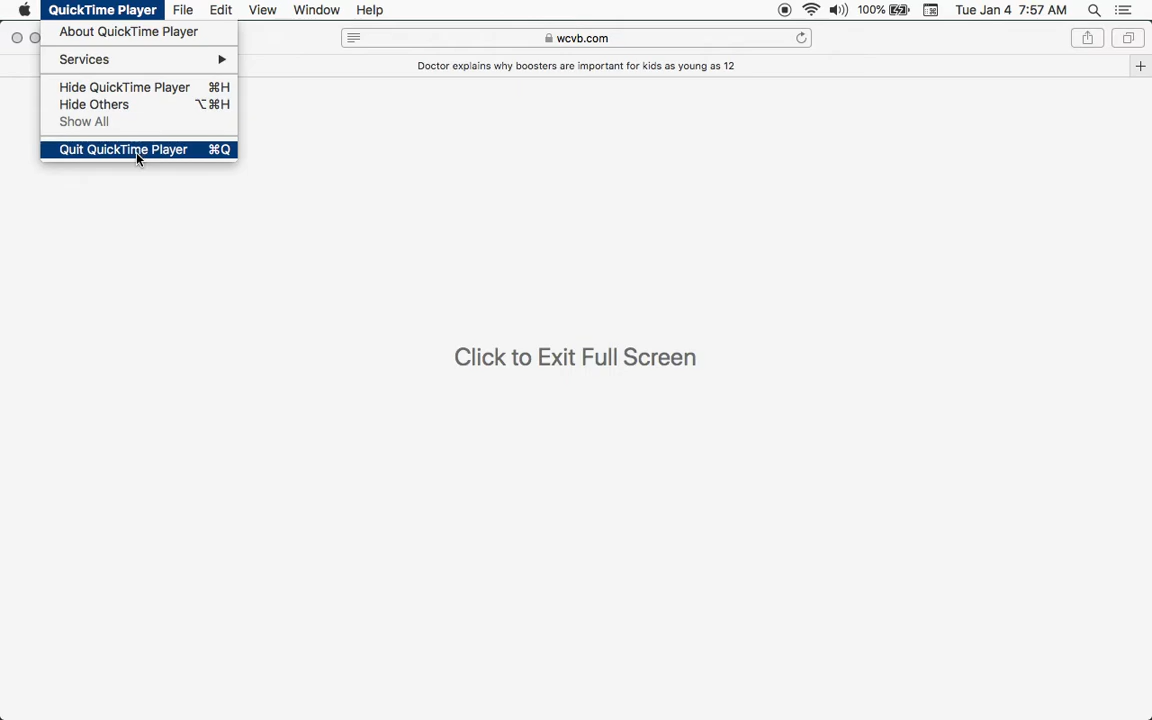 QuickTime Player File Edit View Window Help 100% Tue Jan 4 7:57 AM
About QuickTime Player
wcvb.com
Services
Doctor explains why boosters are important for kids as young as 12
Hide QuickTime Player ⌘H
Hide Others ⌥⌘H
Show All
Quit QuickTime Player ⌘Q
Click to Exit Full Screen